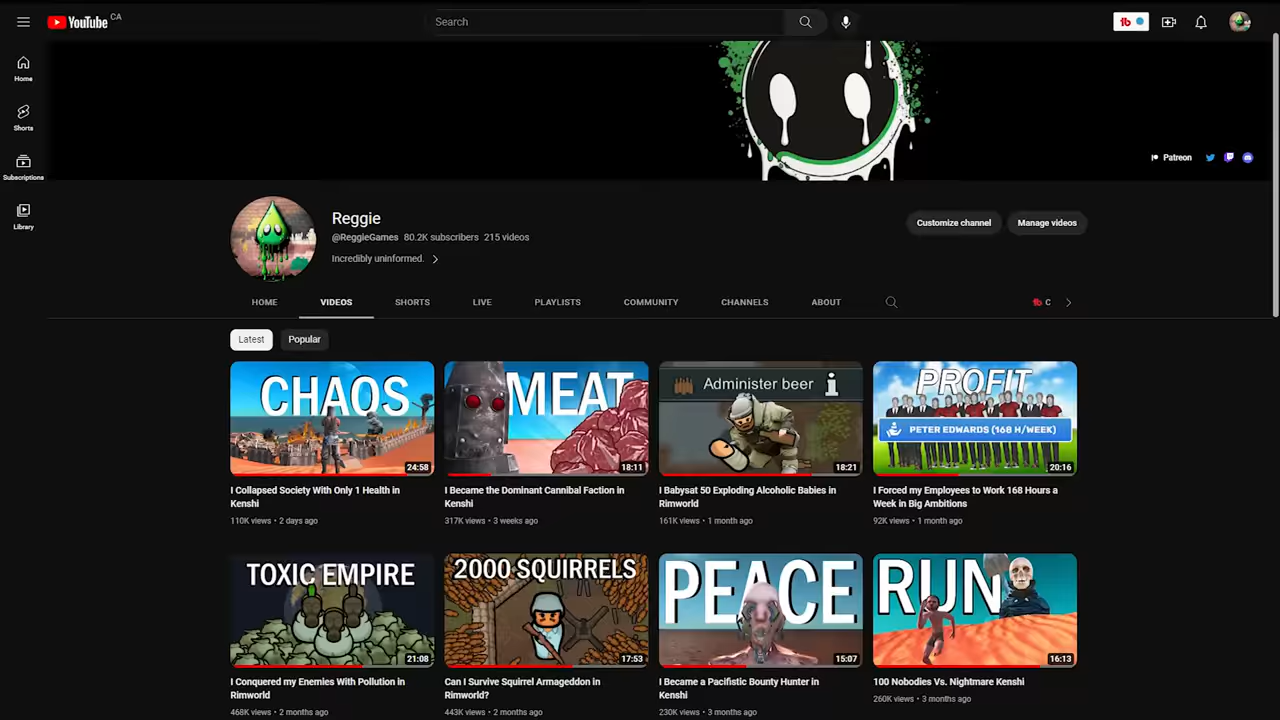 YouTube CA
Search
Home
Shorts
Subscriptions
Library
Patreon
Reggie
@ReggieGames 80.2K subscribers 215 videos
Incredibly uninformed.
Customize channel
Manage videos
HOME VIDEOS SHORTS LIVE PLAYLISTS COMMUNITY CHANNELS ABOUT
tb C
Latest Popular
CHAOS
24:58
MEAT
18:11
Administer beer i
18:21
PROFIT
PETER EDWARDS (168 H/WEEK)
20:16
I Collapsed Society With Only 1 Health in
Kenshi
110K views • 2 days ago
I Became the Dominant Cannibal Faction in
Kenshi
317K views • 3 weeks ago
I Babysat 50 Exploding Alcoholic Babies in
Rimworld
161K views • 1 month ago
I Forced my Employees to Work 168 Hours a
Week in Big Ambitions
92K views • 1 month ago
TOXIC EMPIRE
21:08
2000 SQUIRRELS
17:53
PEACE
15:07
RUN
16:13
I Conquered my Enemies With Pollution in
Rimworld
468K views • 2 months ago
Can I Survive Squirrel Armageddon in
Rimworld?
443K views • 2 months ago
I Became a Pacifistic Bounty Hunter in
Kenshi
230K views • 3 months ago
100 Nobodies Vs. Nightmare Kenshi
260K views • 3 months ago